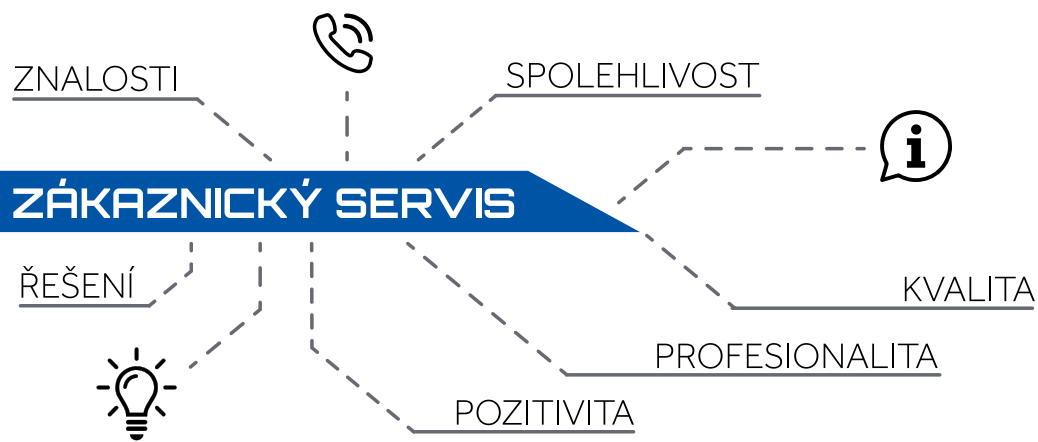 ZNALOSTI
SPOLEHLIVOST
ZÁKAZNICKÝ SERVIS
ŘEŠENÍ
KVALITA
PROFESIONALITA
POZITIVITA